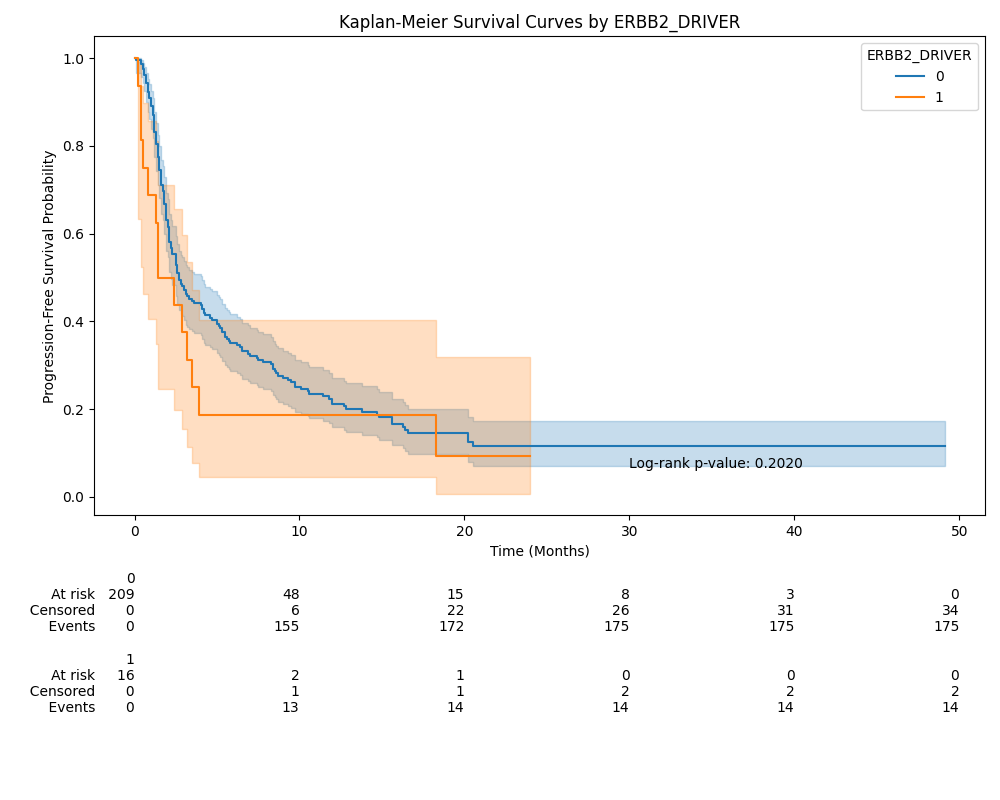 Kaplan-Meier Survival Curves by ERBB2_DRIVER
ERBB2_DRIVER
0
1
Progression-Free Survival Probability
1.0
0.8
0.6
0.4
0.2
0.0
Log-rank p-value: 0.2020
0 10 20 30 40 50
Time (Months)
0
At risk 209 48 15 8 3 0
Censored 0 6 22 26 31 34
Events 0 155 172 175 175 175
1
At risk 16 2 1 0 0 0
Censored 0 1 1 2 2 2
Events 0 13 14 14 14 14